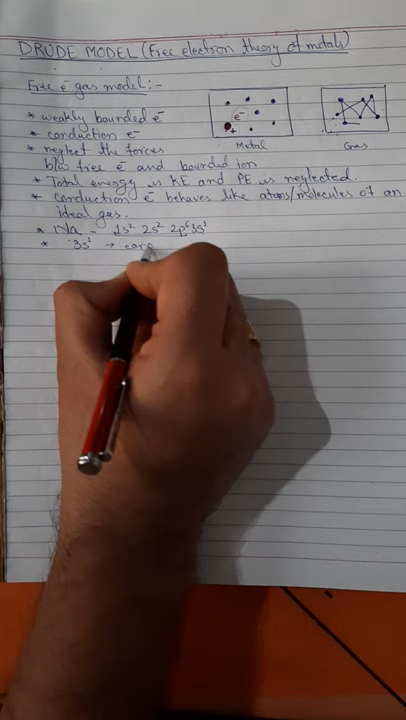 DRUDE MODEL (Free electron theory of metals)
Free e⁻ gas model:-
* weakly bounded e⁻
* conduction e⁻
* neglect the forces
b/w free e⁻ and bounded ion
e⁻
+
Metal
Gas
* Total energy is KE and PE is neglected.
* conduction e⁻ behaves like atoms/molecules of an
ideal gas.
* Na - 1s² 2s² 2p⁶ 3s¹
* 3s¹ → con